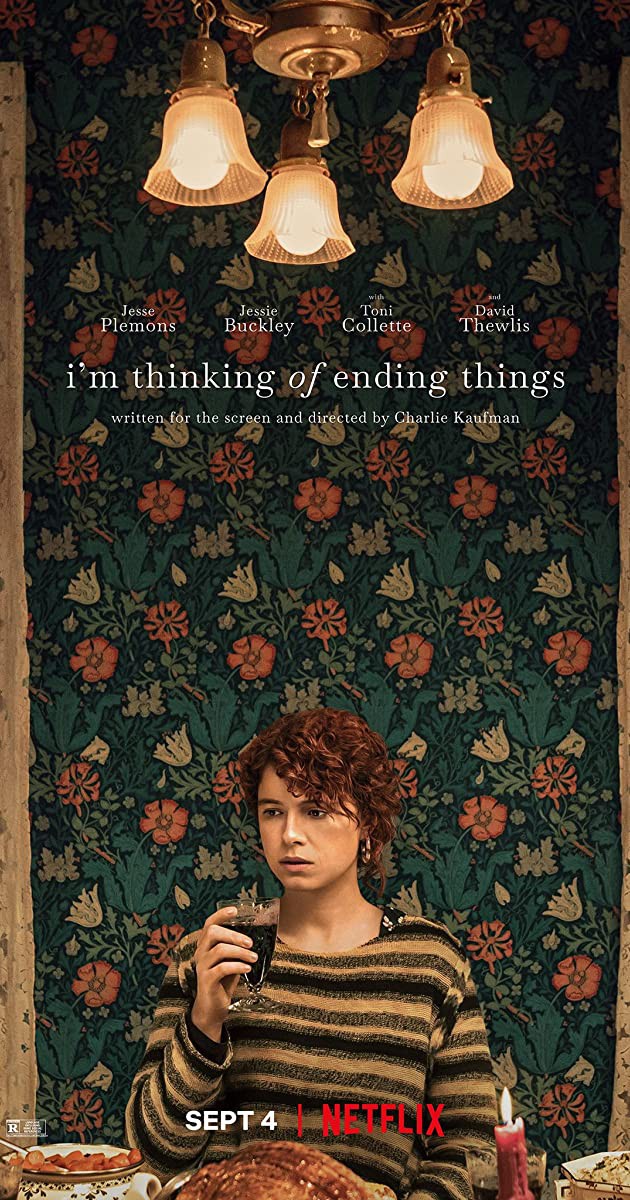 Jesse Plemons
Jessie Buckley
with Toni Collette
and David Thewlis
i'm thinking of ending things
written for the screen and directed by Charlie Kaufman
SEPT 4 | NETFLIX
R